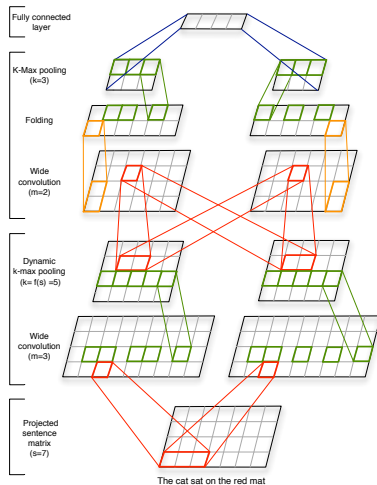 Fully connected
layer
K-Max pooling
(k=3)
Folding
Wide
convolution
(m=2)
Dynamic
k-max pooling
(k= f(s) =5)
Wide
convolution
(m=3)
Projected
sentence
matrix
(s=7)
The cat sat on the red mat